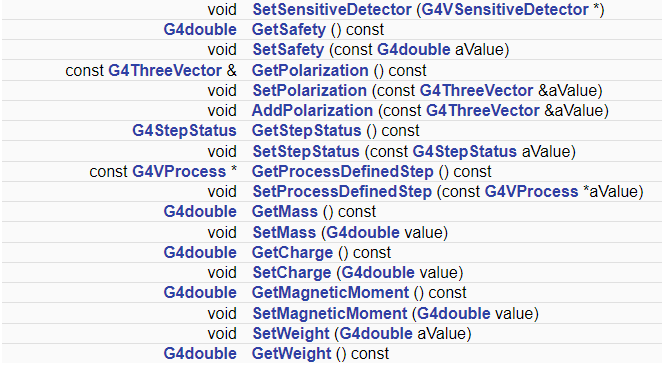 void SetSensitiveDetector (G4VSensitiveDetector *)
G4double GetSafety () const
void SetSafety (const G4double aValue)
const G4ThreeVector & GetPolarization () const
void SetPolarization (const G4ThreeVector &aValue)
void AddPolarization (const G4ThreeVector &aValue)
G4StepStatus GetStepStatus () const
void SetStepStatus (const G4StepStatus aValue)
const G4VProcess * GetProcessDefinedStep () const
void SetProcessDefinedStep (const G4VProcess *aValue)
G4double GetMass () const
void SetMass (G4double value)
G4double GetCharge () const
void SetCharge (G4double value)
G4double GetMagneticMoment () const
void SetMagneticMoment (G4double value)
void SetWeight (G4double aValue)
G4double GetWeight () const